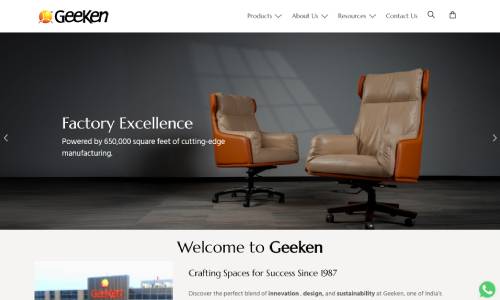 Geeken
Products
About Us
Resources
Contact Us
Factory Excellence
Powered by 650,000 square feet of cutting-edge
manufacturing.
Welcome to Geeken
Geeken
Crafting Spaces for Success Since 1987
Discover the perfect blend of innovation, design, and sustainability at Geeken, one of India's